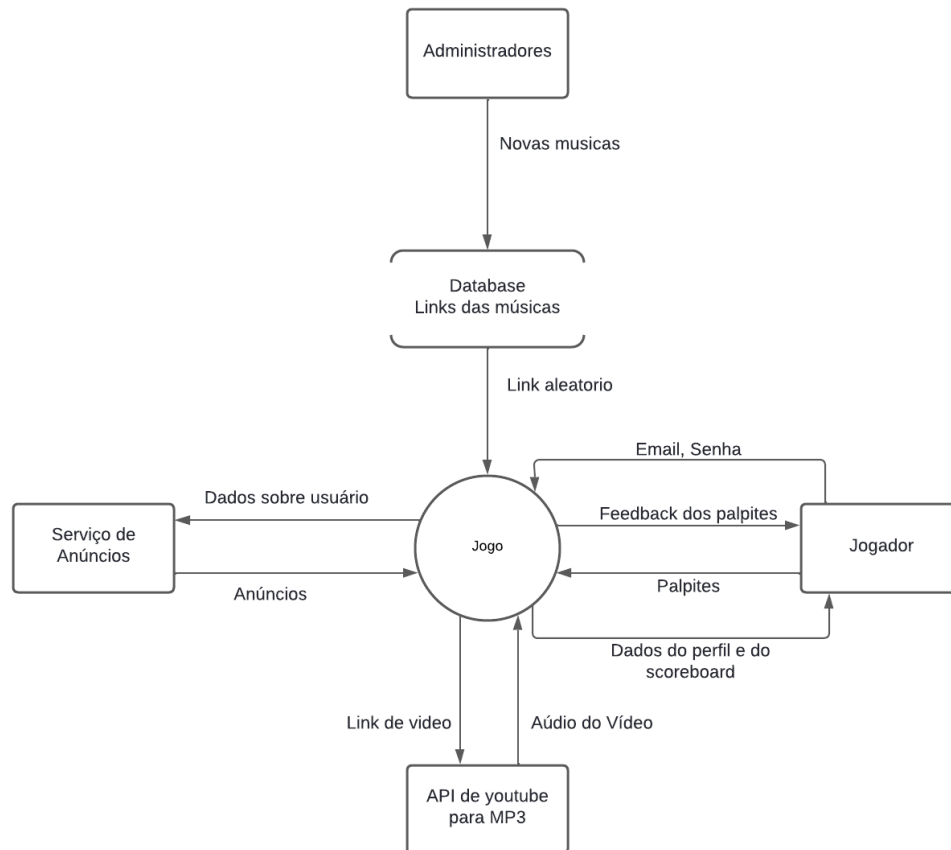 Administradores
Novas musicas
Database
Links das músicas
Link aleatorio
Email, Senha
Dados sobre usuário
Feedback dos palpites
Serviço de
Anúncios
Jogo
Jogador
Anúncios
Palpites
Dados do perfil e do
scoreboard
Link de video
Aúdio do Vídeo
API de youtube
para MP3